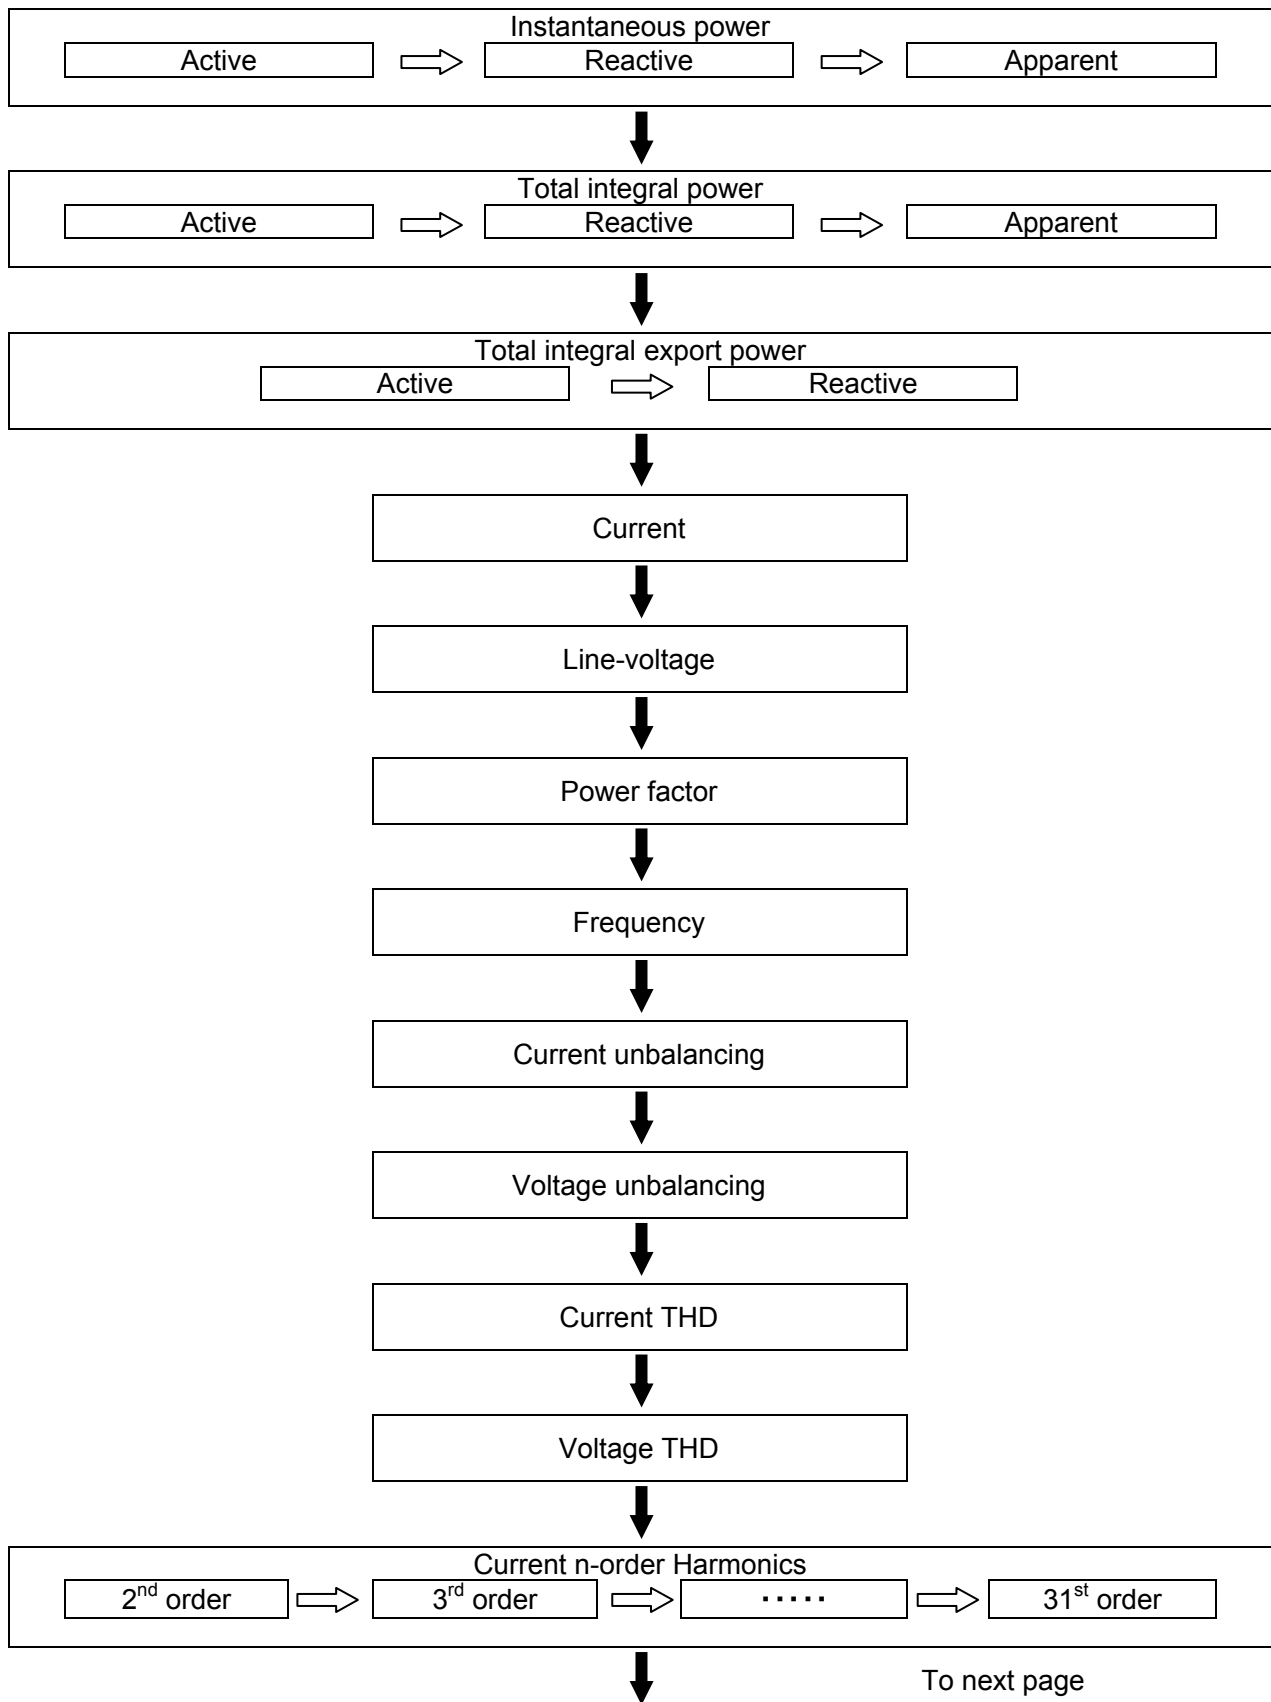 Instantaneous power
Active Reactive Apparent
Total integral power
Active Reactive Apparent
Total integral export power
Active Reactive
Current
Line-voltage
Power factor
Frequency
Current unbalancing
Voltage unbalancing
Current THD
Voltage THD
Current n-order Harmonics
2nd order 3rd order ····· 31st order
To next page